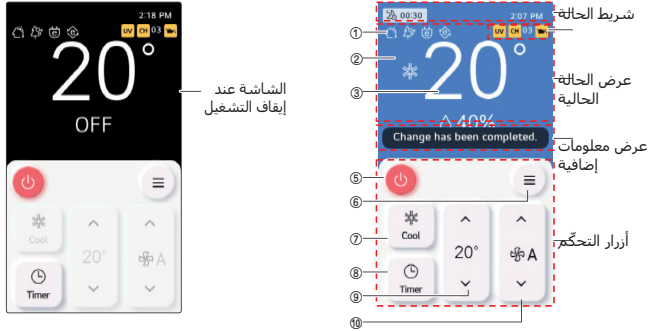 2:18 PM
UV CH 03
20°
OFF
Cool
20°
A
Timer
الشاشة عند
إيقاف التشغيل
00:30
2:07 PM
شريط الحالة
①
UV CH 03
②
20°
③
عرض الحالة
الحالية
40%
Change has been completed.
عرض معلومات
إضافية
⑤
⑥
Cool
⑦
20°
A
أزرار التحكّم
⑧
Timer
⑨
⑩